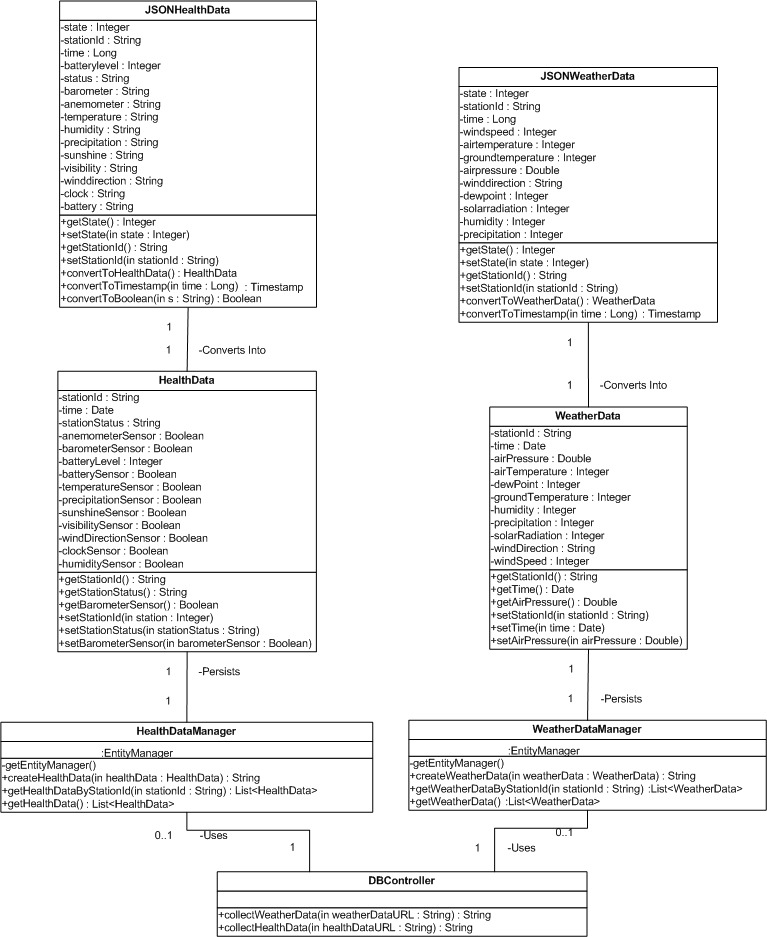 JSONHealthData
-state : Integer
-stationId : String
-time : Long
-batterylevel : Integer
-status : String
-barometer : String
-anemometer : String
-temperature : String
-humidity : String
-precipitation : String
-sunshine : String
-visibility : String
-winddirection : String
-clock : String
-battery : String
+getState() : Integer
+setState(in state : Integer)
+getStationId() : String
+setStationId(in stationId : String)
+convertToHealthData() : HealthData
+convertToTimestamp(in time : Long) : Timestamp
+convertToBoolean(in s : String) : Boolean
1
1 -Converts Into
HealthData
-stationId : String
-time : Date
-stationStatus : String
-anemometerSensor : Boolean
-barometerSensor : Boolean
-batteryLevel : Integer
-batterySensor : Boolean
-temperatureSensor : Boolean
-precipitationSensor : Boolean
-sunshineSensor : Boolean
-visibilitySensor : Boolean
-windDirectionSensor : Boolean
-clockSensor : Boolean
-humiditySensor : Boolean
+getStationId() : String
+getStationStatus() : String
+getBarometerSensor() : Boolean
+setStationId(in station : Integer)
+setStationStatus(in stationStatus : String)
+setBarometerSensor(in barometerSensor : Boolean)
1 -Persists
1
HealthDataManager
:EntityManager
-getEntityManager()
+createHealthData(in healthData : HealthData) : String
+getHealthDataByStationId(in stationId : String) : List<HealthData>
+getHealthData() : List<HealthData>
0..1 -Uses
1
JSONWeatherData
-state : Integer
-stationId : String
-time : Long
-windspeed : Integer
-airtemperature : Integer
-groundtemperature : Integer
-airpressure : Double
-winddirection : String
-dewpoint : Integer
-solarradiation : Integer
-humidity : Integer
-precipitation : Integer
+getState() : Integer
+setState(in state : Integer)
+getStationId() : String
+setStationId(in stationId : String)
+convertToWeatherData() : WeatherData
+convertToTimestamp(in time : Long) : Timestamp
1
1 -Converts Into
WeatherData
-stationId : String
-time : Date
-airPressure : Double
-airTemperature : Integer
-dewPoint : Integer
-groundTemperature : Integer
-humidity : Integer
-precipitation : Integer
-solarRadiation : Integer
-windDirection : String
-windSpeed : Integer
+getStationId() : String
+getTime() : Date
+getAirPressure() : Double
+setStationId(in stationId : String)
+setTime(in time : Date)
+setAirPressure(in airPressure : Double)
1
1 -Persists
WeatherDataManager
:EntityManager
-getEntityManager()
+createWeatherData(in weatherData : WeatherData) : String
+getWeatherDataByStationId(in stationId : String) :List<WeatherData>
+getWeatherData() :List<WeatherData>
0..1
1 -Uses
DBController
+collectWeatherData(in weatherDataURL : String) : String
+collectHealthData(in healthDataURL : String) : String